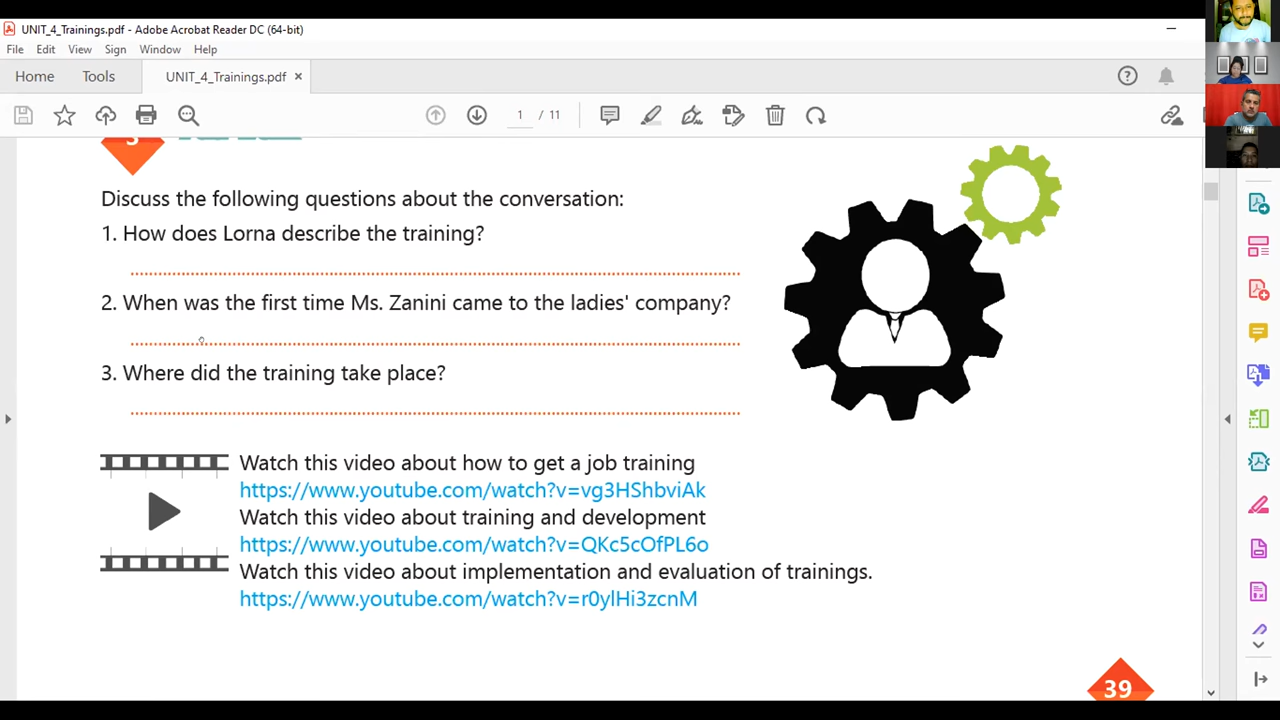 UNIT_4_Trainings.pdf - Adobe Acrobat Reader DC (64-bit)
File Edit View Window Help
Home Tools UNIT_4_Trainings.pdf ×
1 / 11
Discuss the following questions about the conversation:
1. How does Lorna describe the training?
2. When was the first time Ms. Zanini came to the ladies' company?
3. Where did the training take place?
Watch this video about how to get a job training
https://www.youtube.com/watch?v=vg3HShbviAk
Watch this video about training and development
https://www.youtube.com/watch?v=QKc5cOfPL6o
Watch this video about implementation and evaluation of trainings.
https://www.youtube.com/watch?v=r0ylHi3zcnM
39